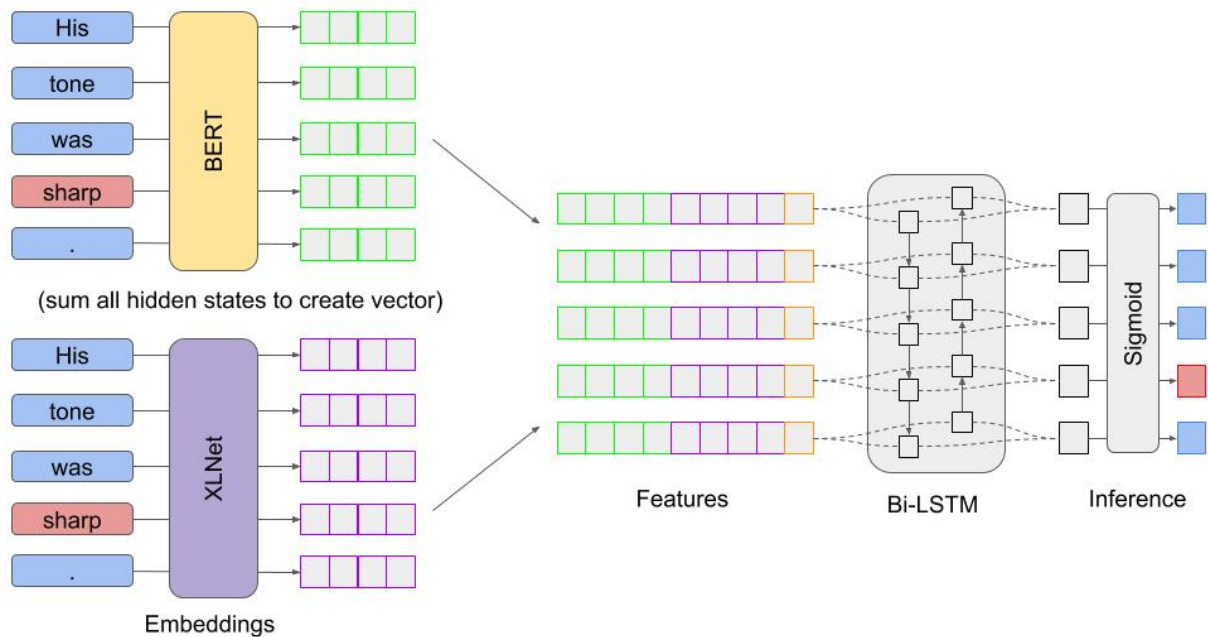 His
tone
was
sharp
.
BERT
(sum all hidden states to create vector)
His
tone
was
sharp
.
XLNet
Embeddings
Features
Bi-LSTM
Sigmoid
Inference